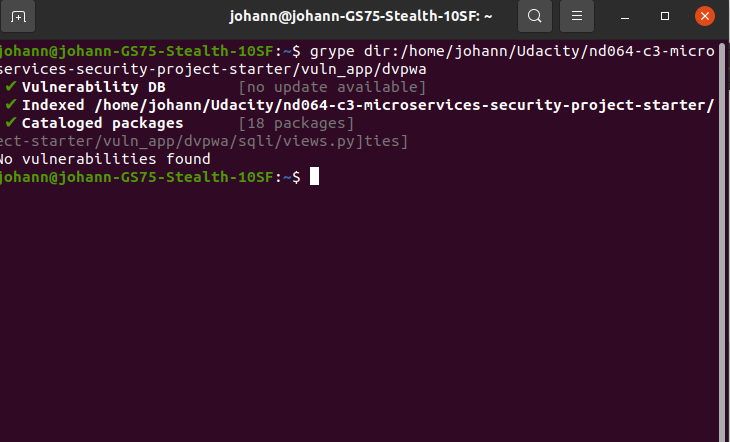 johann@johann-GS75-Stealth-10SF: ~
johann@johann-GS75-Stealth-10SF:~$ grype dir:/home/johann/Udacity/nd064-c3-micro
services-security-project-starter/vuln_app/dvpwa
✔ Vulnerability DB [no update available]
✔ Indexed /home/johann/Udacity/nd064-c3-microservices-security-project-starter/
✔ Cataloged packages [18 packages]
ect-starter/vuln_app/dvpwa/sqli/views.py]ties]
No vulnerabilities found
johann@johann-GS75-Stealth-10SF:~$